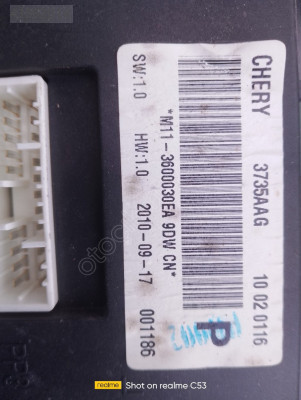 CHERY 3735AAG 10 02 0116
*M11-3600030EA 9DW CN*
SW:1.0 HW:1.0 2010-09-17 001186
P
realme Shot on realme C53